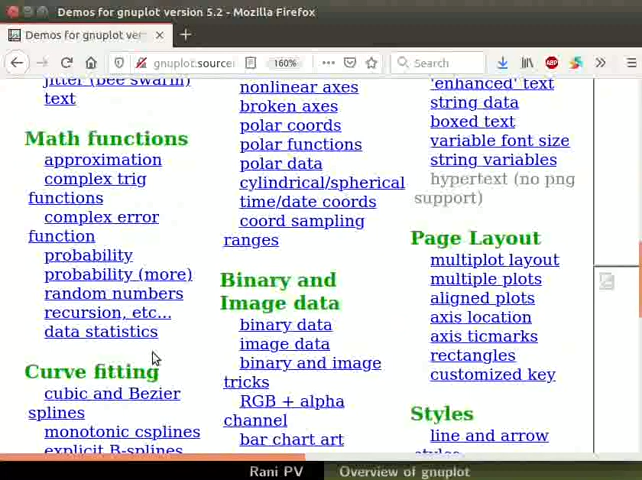 Demos for gnuplot version 5.2 - Mozilla Firefox
Demos for gnuplot ver
gnuplot.source
160%
Search
ABP
jitter (bee swarm)
text
Math functions
approximation
complex trig
functions
complex error
function
probability
probability (more)
random numbers
recursion, etc...
data statistics
Curve fitting
cubic and Bezier
splines
monotonic csplines
explicit B-splines
nonlinear axes
broken axes
polar coords
polar functions
polar data
cylindrical/spherical
time/date coords
coord sampling
ranges
Binary and
Image data
binary data
image data
binary and image
tricks
RGB + alpha
channel
bar chart art
'enhanced' text
string data
boxed text
variable font size
string variables
hypertext (no png
support)
Page Layout
multiplot layout
multiple plots
aligned plots
axis location
axis ticmarks
rectangles
customized key
Styles
line and arrow
styles
Rani PV
Overview of gnuplot